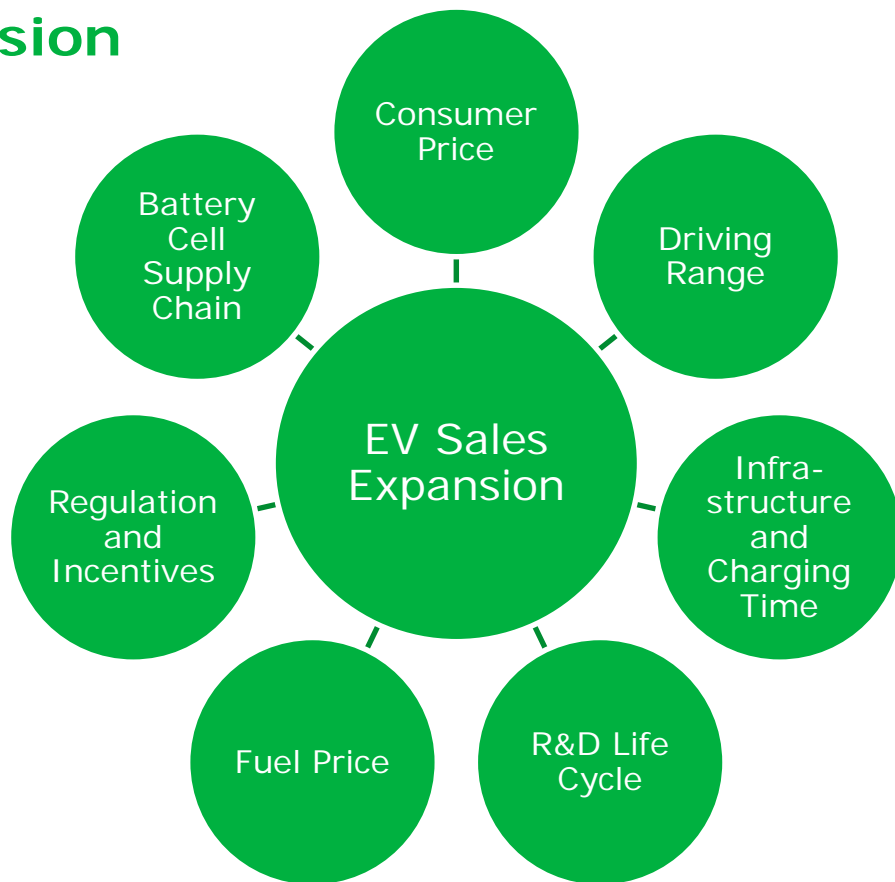 sion
Consumer
Price
Driving
Range
Infra-
structure
and
Charging
Time
R&D Life
Cycle
Fuel Price
Regulation
and
Incentives
Battery
Cell
Supply
Chain
EV Sales
Expansion